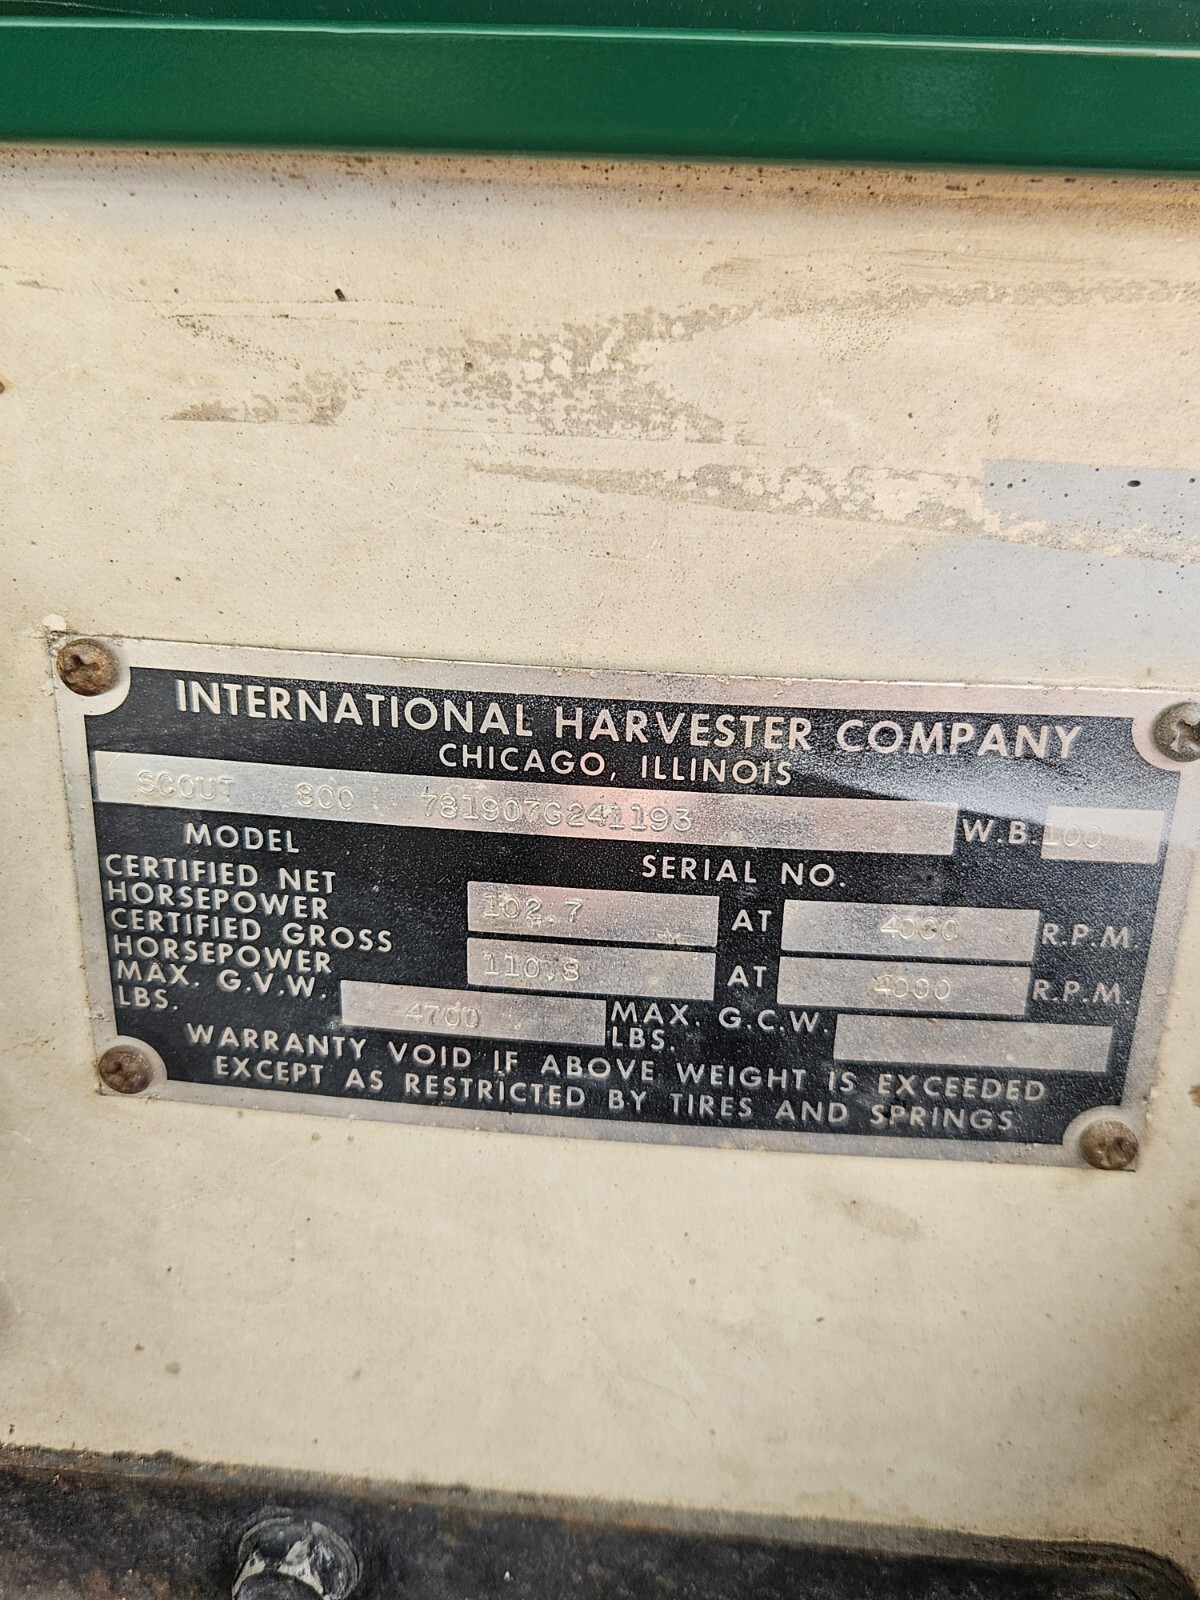 INTERNATIONAL HARVESTER COMPANY
CHICAGO, ILLINOIS
SCOUT 800 781907G241193 W.B. 100
MODEL SERIAL NO.
CERTIFIED NET HORSEPOWER 102.7 AT 4000 R.P.M.
CERTIFIED GROSS HORSEPOWER 110.8 AT 4000 R.P.M.
MAX. G.V.W. LBS. 4700 MAX. G.C.W. LBS.
WARRANTY VOID IF ABOVE WEIGHT IS EXCEEDED
EXCEPT AS RESTRICTED BY TIRES AND SPRINGS